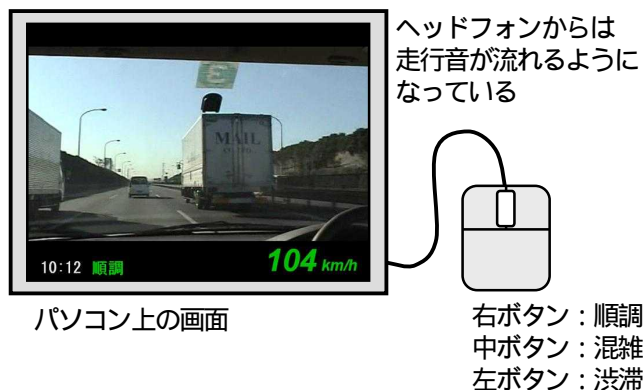 ヘッドフォンからは
走行音が流れるように
なっている
MAIL
10:12 順調
104 km/h
パソコン上の画面
右ボタン：順調
中ボタン：混雑
左ボタン：渋滞